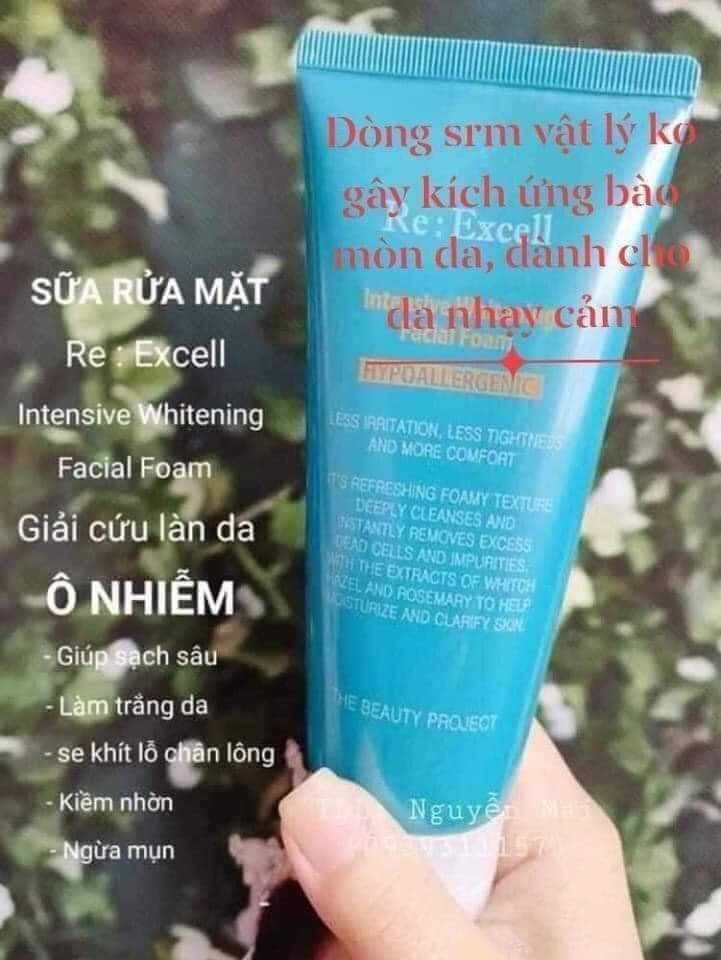 SỮA RỬA MẶT
Re : Excell
Intensive Whitening
Facial Foam
Giải cứu làn da
Ô NHIỄM
- Giúp sạch sâu
- Làm trắng da
- se khít lỗ chân lông
- Kiềm nhờn
- Ngừa mụn
Dòng srm vật lý ko
gây kích ứng bào
mòn da, dành cho
da nhạy cảm
Re : Excell
Intensive Whitening
Facial Foam
HYPOALLERGENIC
LESS IRRITATION, LESS TIGHTNESS
AND MORE COMFORT
IT'S REFRESHING FOAMY TEXTURE
DEEPLY CLEANSES AND
INSTANTLY REMOVES EXCESS
DEAD CELLS AND IMPURITIES.
WITH THE EXTRACTS OF WHITCH
HAZEL AND ROSEMARY TO HELP
MOISTURIZE AND CLARIFY SKIN.
THE BEAUTY PROJECT
Nguyễn